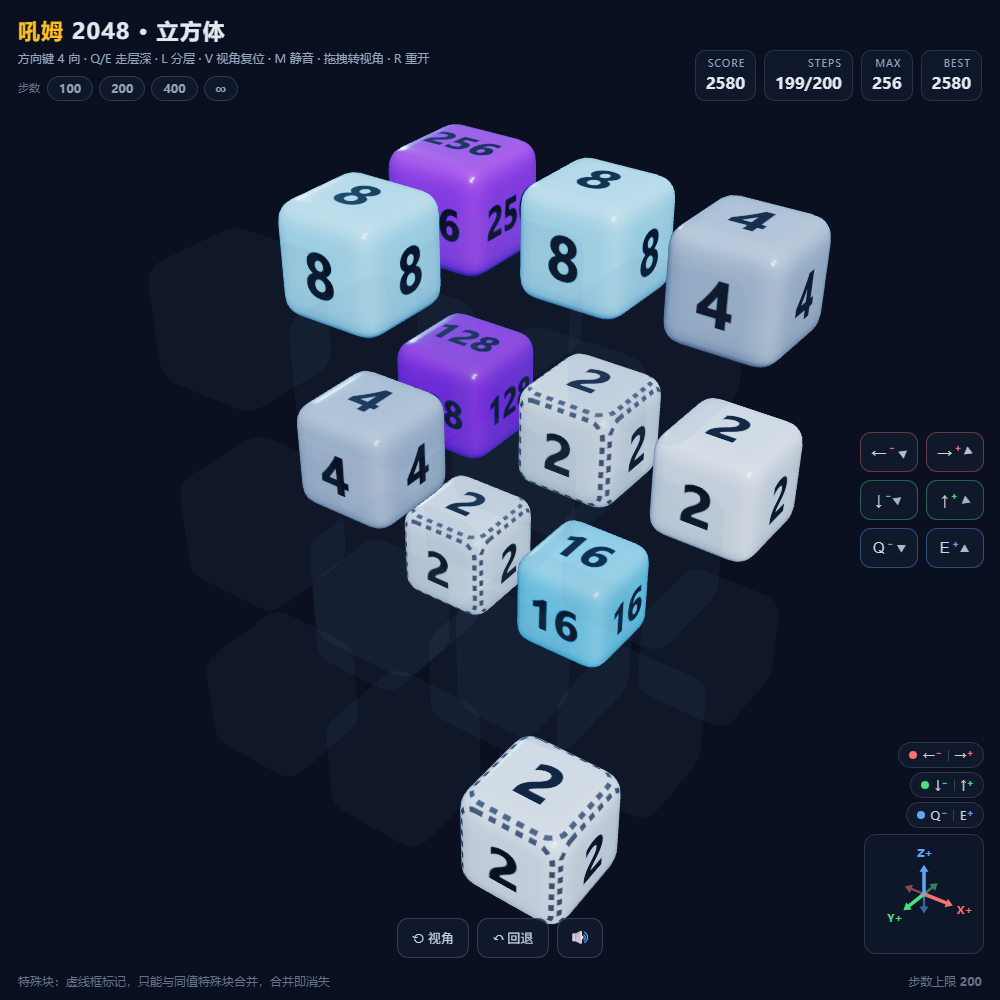 吼姆 2048 • 立方体
方向键 4 向 · Q/E 走层深 · L 分层 · V 视角复位 · M 静音 · 拖拽转视角 · R 重开
步数 100 200 400 ∞
SCORE
2580
STEPS
199/200
MAX
256
BEST
2580
256
6 25
8
8 8
8
8 8
4
4 4
128
8 128
4
4 4
2
2 2
2
2 2
2
2 2
16
16 16
2
2 2
←⁻▼ →⁺▲
↓⁻▼ ↑⁺▲
Q⁻▼ E⁺▲
←⁻ | →⁺
↓⁻ | ↑⁺
Q⁻ | E⁺
Z+
Y+ X+
视角 回退
特殊块：虚线框标记，只能与同值特殊块合并，合并即消失
步数上限 200